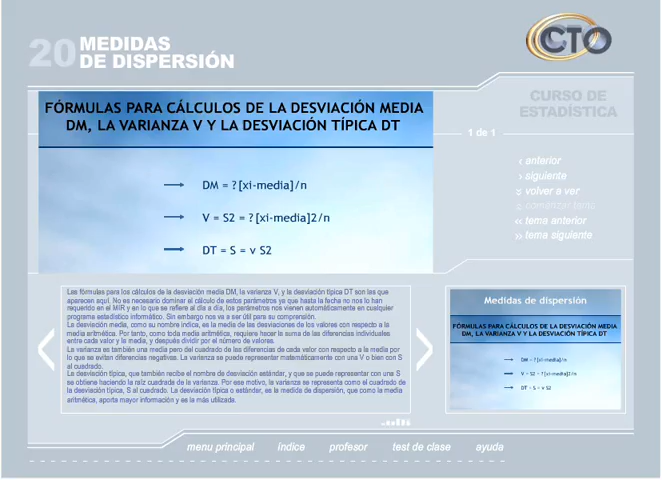 20 MEDIDAS
DE DISPERSIÓN
CTO
CURSO DE
ESTADÍSTICA
FÓRMULAS PARA CÁLCULOS DE LA DESVIACIÓN MEDIA
DM, LA VARIANZA V Y LA DESVIACIÓN TÍPICA DT
DM = ?[xi-media]/n
V = S2 = ?[xi-media]2/n
DT = S = v S2
1 de 1
‹ anterior
› siguiente
volver a ver
comenzar tema
‹‹ tema anterior
›› tema siguiente
Las fórmulas para los cálculos de la desviación media DM, la varianza V, y la desviación típica DT son las que
aparecen aquí. No es necesario dominar el cálculo de estos parámetros ya que hasta la fecha no nos lo han
requerido en el MIR y en lo que se refiere al día a día, los parámetros nos vienen automáticamente en cualquier
programa estadístico informático. Sin embargo nos va a ser útil para su comprensión.
La desviación media, como su nombre indica, es la media de las desviaciones de los valores con respecto a la
media aritmética. Por tanto, como toda media aritmética, requiere hacer la suma de las diferencias individuales
entre cada valor y la media, y después dividir por el número de valores.
La varianza es también una media pero del cuadrado de las diferencias de cada valor con respecto a la media por
lo que se evitan diferencias negativas. La varianza se puede representar matemáticamente con una V o bien con S
al cuadrado.
La desviación típica, que también recibe el nombre de desviación estándar, y que se puede representar con una S
se obtiene haciendo la raíz cuadrada de la varianza. Por ese motivo, la varianza se representa como el cuadrado de
la desviación típica, S al cuadrado. La desviación típica o estándar, es la medida de dispersión, que como la media
aritmética, aporta mayor información y es la más utilizada.
Medidas de dispersión
FÓRMULAS PARA CÁLCULOS DE LA DESVIACIÓN MEDIA
DM, LA VARIANZA V Y LA DESVIACIÓN TÍPICA DT
DM = ?[xi-media]/n
V = S2 = ?[xi-media]2/n
DT = S = v S2
menu principal índice profesor test de clase ayuda